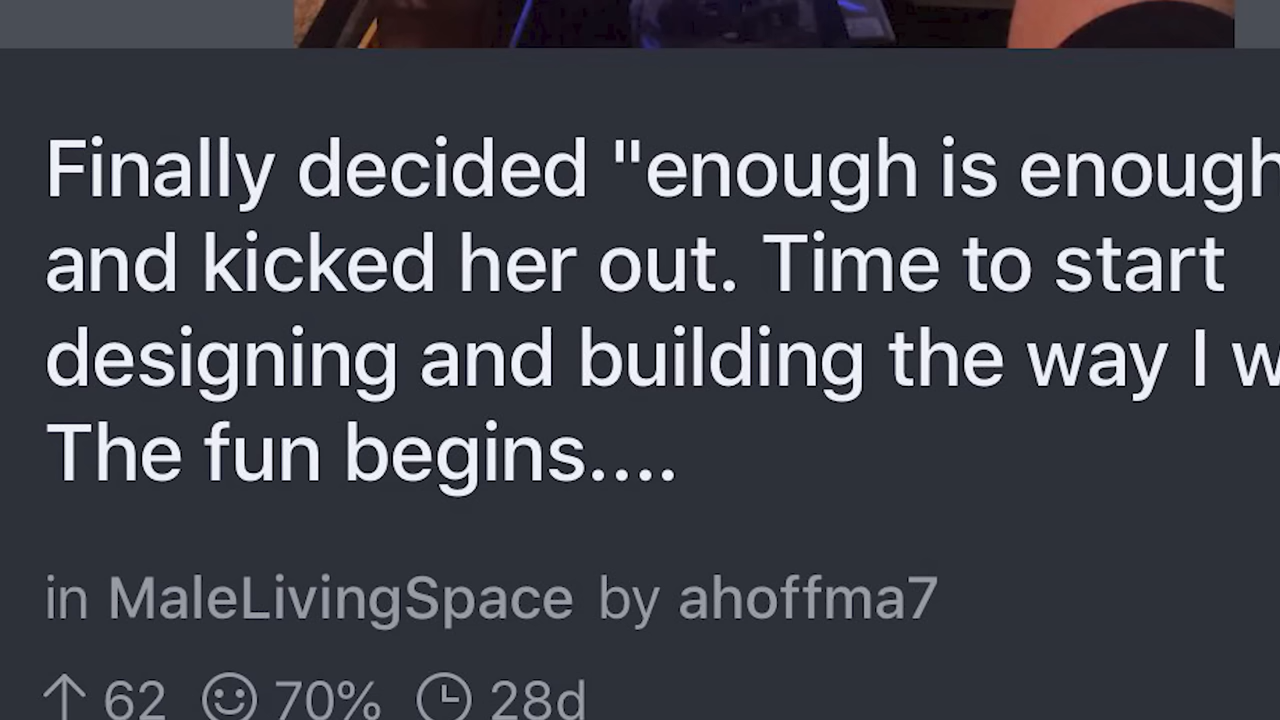 Finally decided "enough is enough
and kicked her out. Time to start
designing and building the way I w
The fun begins....
in MaleLivingSpace by ahoffma7
62 70% 28d